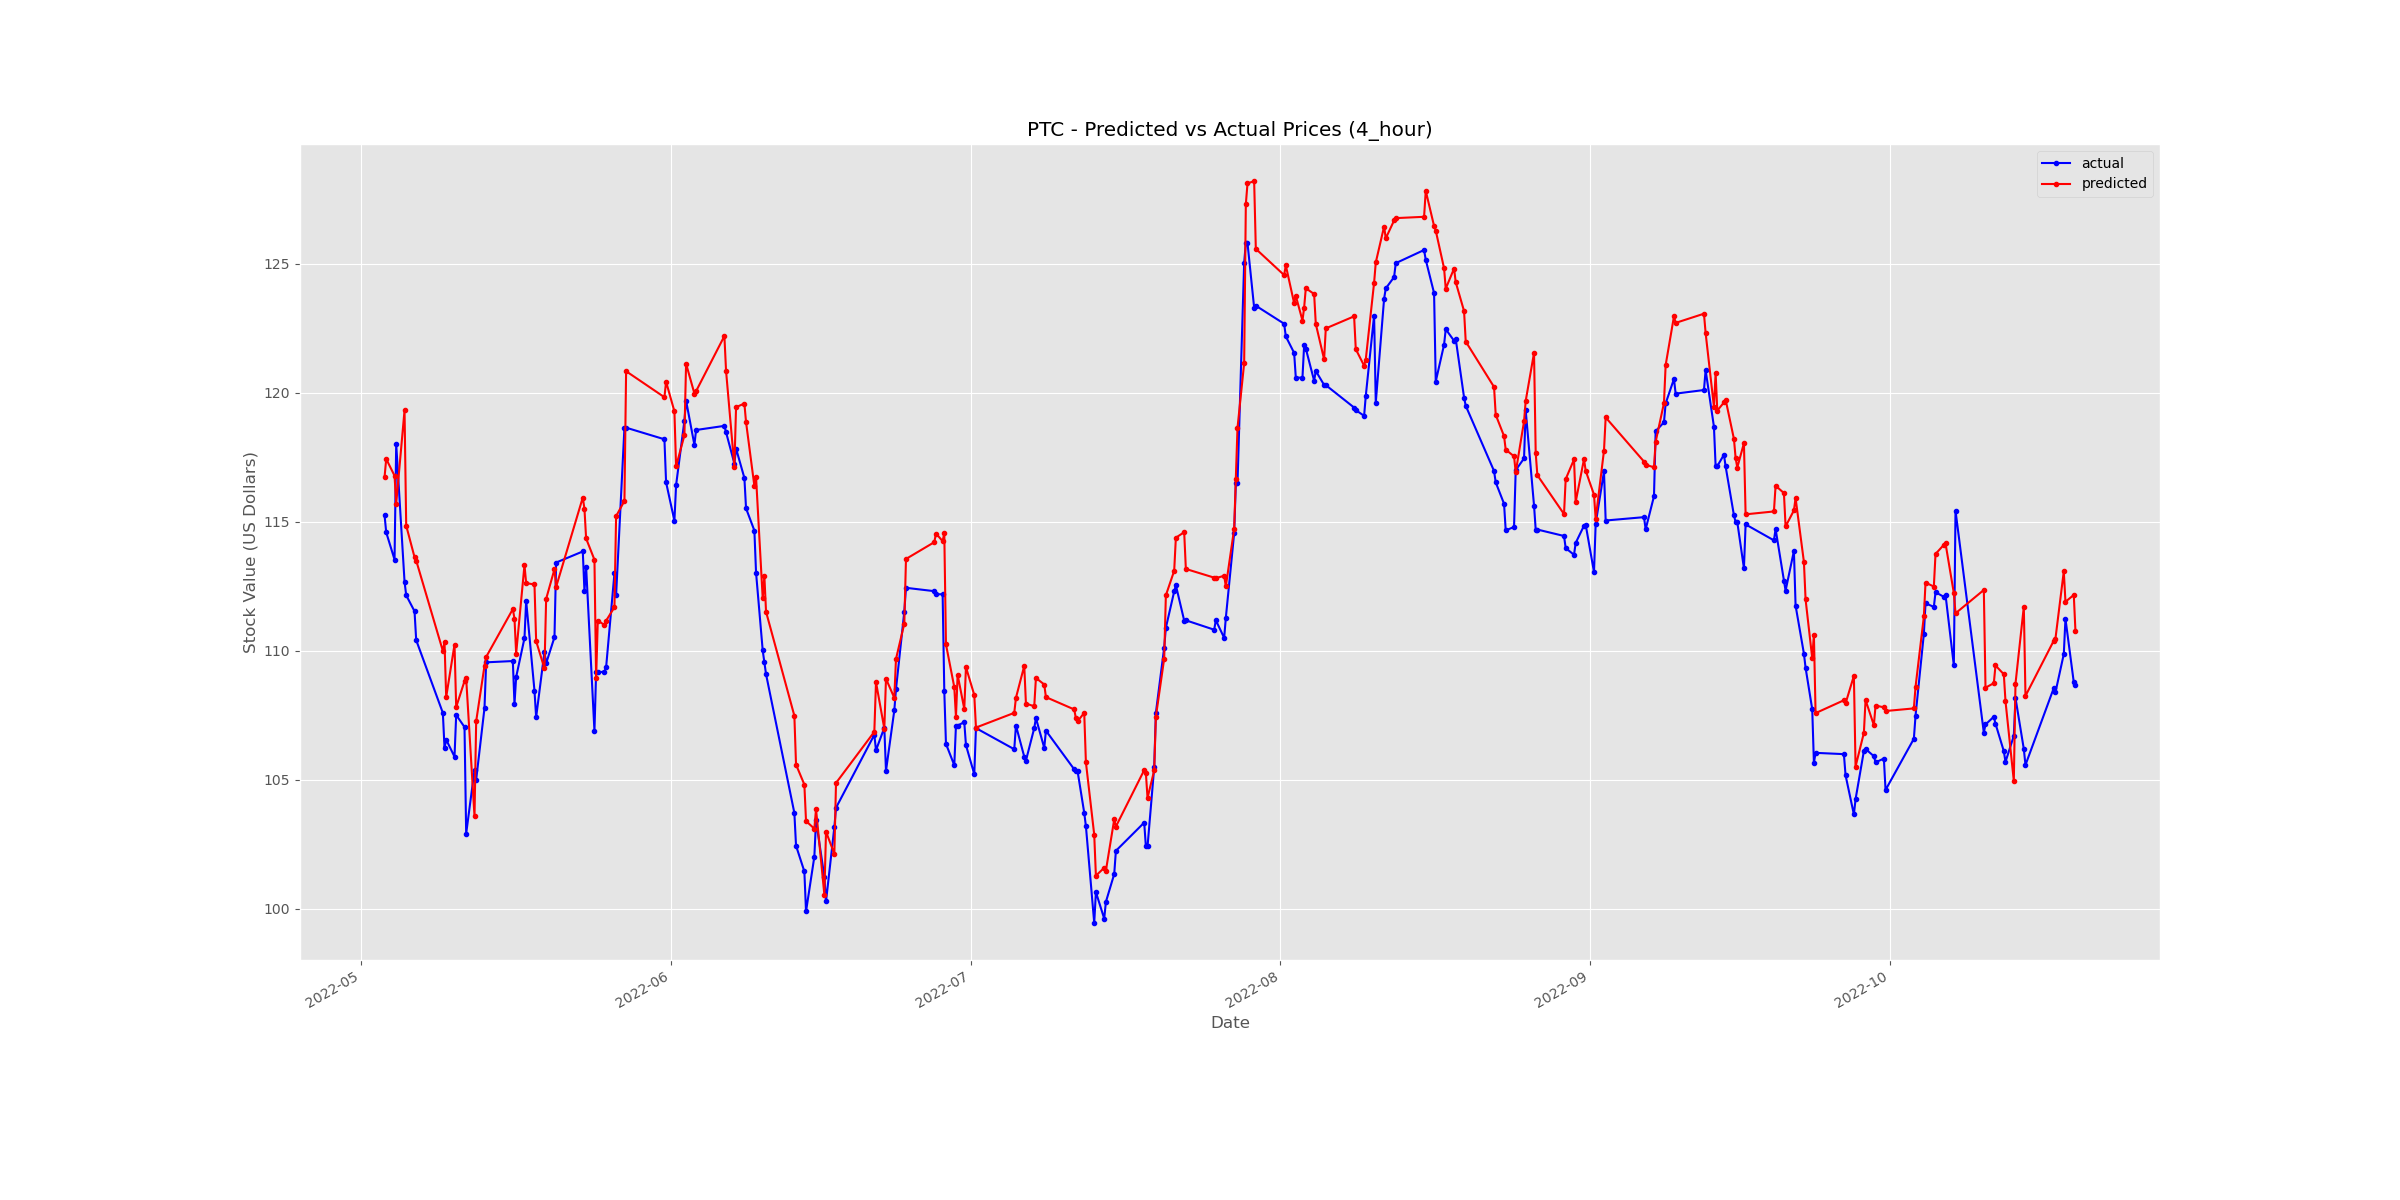 PTC - Predicted vs Actual Prices (4_hour)
actual
predicted
Stock Value (US Dollars)
125
120
115
110
105
100
2022-05
2022-06
2022-07
2022-08
2022-09
2022-10
Date